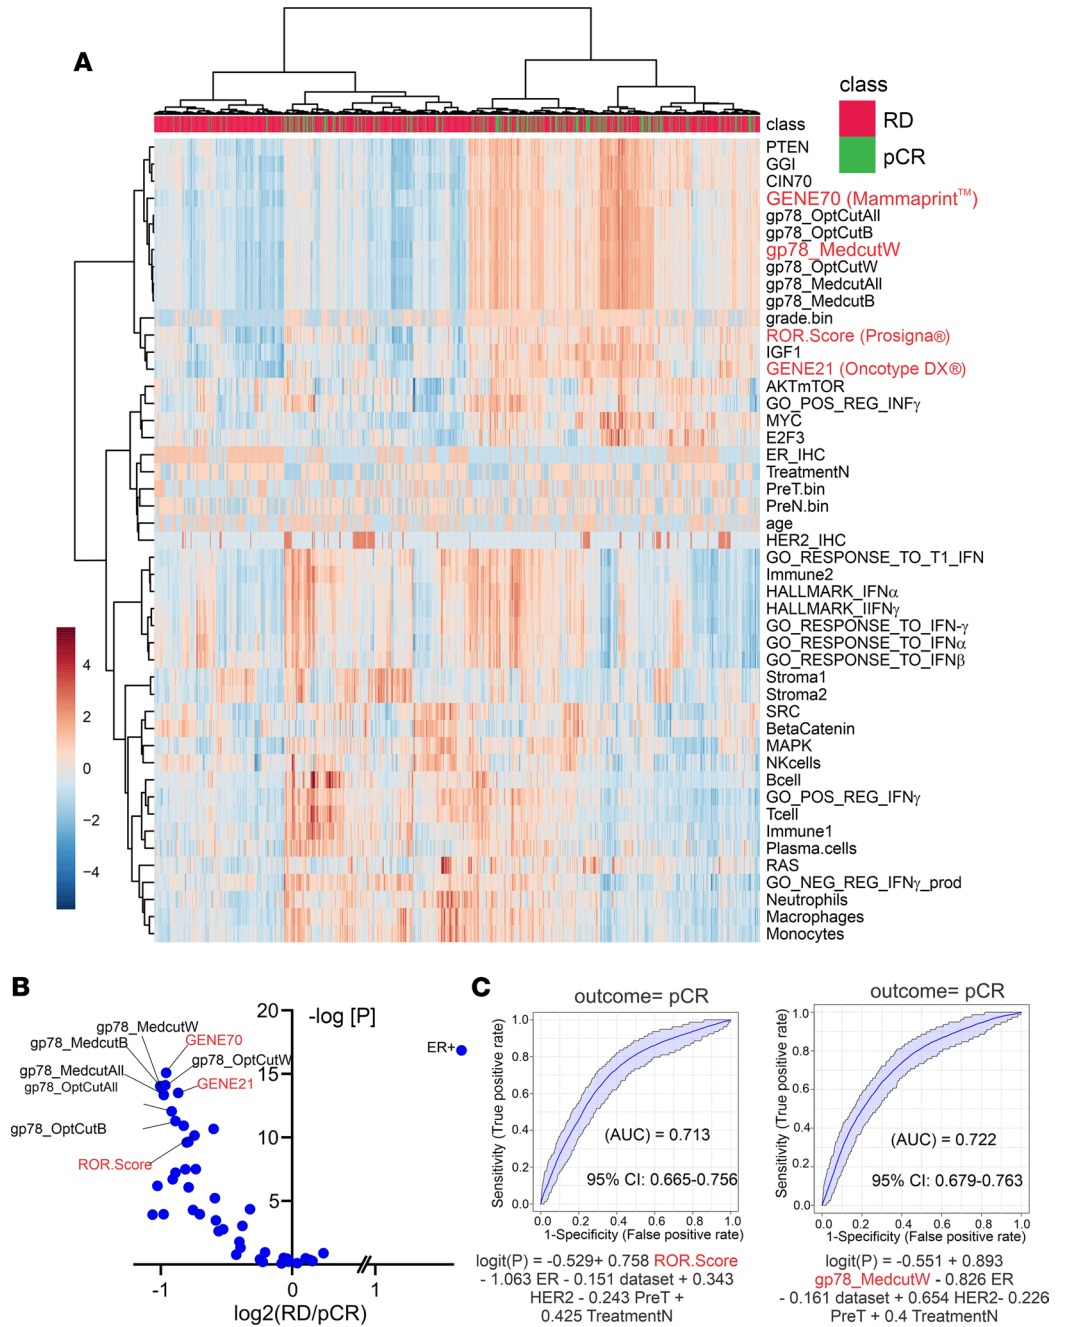 A
class
RD
pCR
class
PTEN
GGI
CIN70
GENE70 (Mammaprint™)
gp78_OptCutAll
gp78_OptCutB
gp78_MedcutW
gp78_OptCutW
gp78_MedcutAll
gp78_MedcutB
grade.bin
ROR.Score (Prosigna®)
IGF1
GENE21 (Oncotype DX®)
AKTmTOR
GO_POS_REG_INFγ
MYC
E2F3
ER_IHC
TreatmentN
PreT.bin
PreN.bin
age
HER2_IHC
GO_RESPONSE_TO_T1_IFN
Immune2
HALLMARK_IFNα
HALLMARK_IIFNγ
GO_RESPONSE_TO_IFN-γ
GO_RESPONSE_TO_IFNα
GO_RESPONSE_TO_IFNβ
Stroma1
Stroma2
SRC
BetaCatenin
MAPK
NKcells
Bcell
GO_POS_REG_IFNγ
Tcell
Immune1
Plasma.cells
RAS
GO_NEG_REG_IFNγ_prod
Neutrophils
Macrophages
Monocytes
4
2
0
−2
−4
B
20
-log [P]
gp78_MedcutW
gp78_MedcutB
GENE70
ER+
gp78_OptCutW
gp78_MedcutAll
15
gp78_OptCutAll
GENE21
gp78_OptCutB
10
ROR.Score
5
-1
0
1
log2(RD/pCR)
C
outcome= pCR
Sensitivity (True positive rate)
1.0
0.8
0.6
0.4
0.2
0.0
(AUC) = 0.713
95% CI: 0.665-0.756
0.0 0.2 0.4 0.6 0.8 1.0
1-Specificity (False positive rate)
logit(P) = -0.529+ 0.758 ROR.Score
- 1.063 ER - 0.151 dataset + 0.343
HER2 - 0.243 PreT +
0.425 TreatmentN
outcome= pCR
Sensitivity (True positive rate)
1.0
0.8
0.6
0.4
0.2
0.0
(AUC) = 0.722
95% CI: 0.679-0.763
0.0 0.2 0.4 0.6 0.8 1.0
1-Specificity (False positive rate)
logit(P) = -0.551 + 0.893
gp78_MedcutW - 0.826 ER
- 0.161 dataset + 0.654 HER2- 0.226
PreT + 0.4 TreatmentN